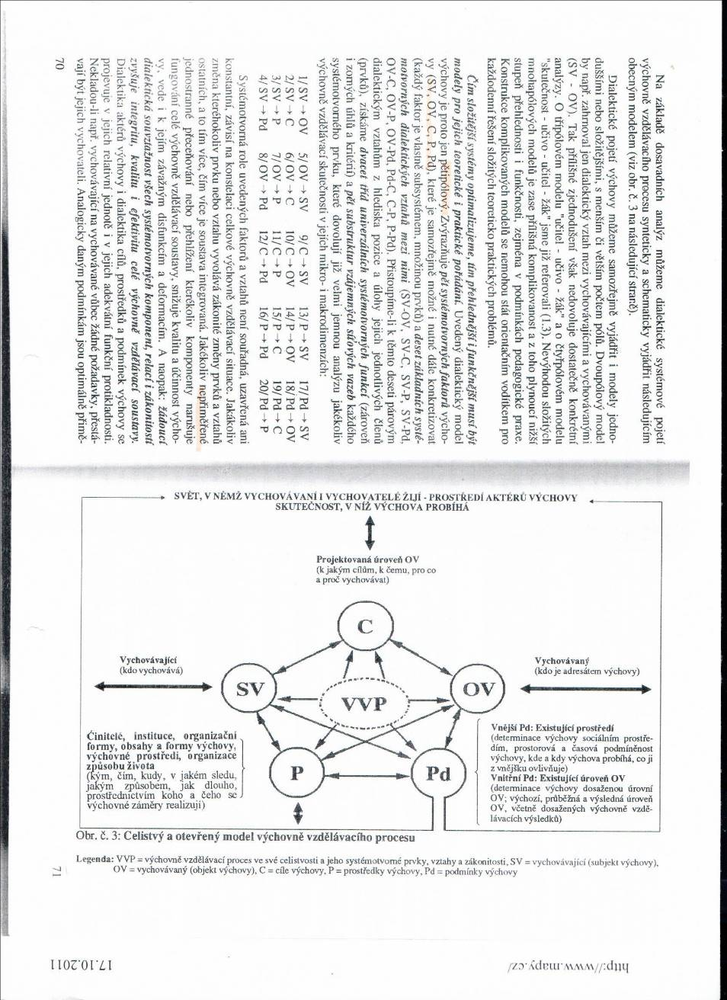 Na základě dosavadních analýz můžeme dialektické systémové pojetí
výchovně vzdělávacího procesu synteticky a schematicky vyjádřit následujícím
obecným modelem (viz obr. č. 3 na následující straně).
Dialektické pojetí výchovy můžeme samozřejmě vyjádřit i modely jedno-
duššími nebo složitějšími, s menším či větším počtem pólů. Dvoupólový model
by např. zahrnoval jen dialektický vztah mezi vychovávajícími a vychovávanými
(SV - OV). Tak přílišné zjednodušení však nedovoluje dostatečně konkrétní
analýzy. O třípólovém modelu "učitel - učivo - žák" a o čtyřpólovém modelu
"skutečnost - učivo - učitel - žák" jsme již referovali (1.3). Nevýhodou složitých
mnohapólových modelů je zase přílišná komplikovanost a z toho plynoucí nižší
stupeň přehlednosti i funkčnosti, zejména v podmínkách pedagogické praxe.
Konstrukce komplikovaných modelů se nemohou stát orientačním vodítkem pro
každodenní řešení složitých teoreticko praktických problémů.
Čím složitější systémy optimalizujeme, tím přehlednější i funkčnější musí být
modely pro jejich teoretické i praktické pořádání. Uvedený dialektický model
výchovy je proto jen pětipólový. Zvýrazňuje pět systémotvorných faktorů výcho-
vy (SV, OV, C, P, Pd), které je samozřejmě možné i nutné dále konkretizovat
(každý faktor je vlastně subsystémem, množinou prvků) a deset základních systé-
motvorných dialektických vztahů mezi nimi (SV-OV, SV-C, SV-P, SV-Pd,
OV-C, OV-P, OV-Pd, Pd-C, C-P, P-Pd). Přistoupíme-li k těmto deseti párovým
dialektickým vztahům z hlediska pozice a úlohy jejich jednotlivých členů
(prvků), získáme dvacet tříd univerzálních systémotvorných funkcí (zároveň
i zorných úhlů a kritérií) a pět substruktur vzájemných síťových vazeb každého
systémotvorného prvku, které dovolují již velmi jemnou analýzu jakékoliv
výchovně vzdělávací skutečnosti v jejích mikro- i makrodimenzích:
1/SV → OV 5/OV → SV 9/C → SV 13/P → SV 17/Pd → SV
2/SV → C 6/OV → C 10/C → OV 14/P → OV 18/Pd → OV
3/SV → P 7/OV → P 11/C → P 15/P → C 19/Pd → C
4/SV → Pd 8/OV → Pd 12/C → Pd 16/P → Pd 20/Pd → P
Systémotvorná role uvedených faktorů a vztahů není souřadná, uzavřená ani
konstantní, závisí na konstelaci celkové výchovně vzdělávací situace. Jakákoliv
změna kteréhokoliv prvku nebo vztahu vyvolává zákonitě změny prvků a vztahů
ostatních, a to tím více, čím více je soustava integrovaná. Jakékoliv nepřiměřené
jednostranné přeceňování nebo přehlížení kterékoliv komponenty narušuje
fungování celé výchovně vzdělávací soustavy, snižuje kvalitu a účinnost výcho-
vy, vede i k jejím závažným disfunkcím a deformacím. A naopak: žádoucí
dialektická souvztažnost všech systémotvorných komponent, relací i zákonitostí
zvyšuje integritu, kvalitu i efektivitu celé výchovně vzdělávací soustavy.
Dialektika aktérů výchovy i dialektika cílů, prostředků a podmínek výchovy se
projevuje v jejich relativní jednotě i v jejich adekvátní funkční protikladnosti.
Nekladou-li např. vychovávající na vychovávané vůbec žádné požadavky, přestá-
vají být jejich vychovateli. Analogicky daným podmínkám jsou optimálně přimě-
70
SVĚT, V NĚMŽ VYCHOVÁVANÍ I VYCHOVATELÉ ŽIJÍ - PROSTŘEDÍ AKTÉRŮ VÝCHOVY
SKUTEČNOST, V NÍŽ VÝCHOVA PROBÍHÁ
Projektovaná úroveň OV
(k jakým cílům, k čemu, pro co
a proč vychovávat)
C
Vychovávající
(kdo vychovává)
Vychovávaný
(kdo je adresátem výchovy)
SV
VVP
OV
Činitelé, instituce, organizační
formy, obsahy a formy výchovy,
výchovné prostředí, organizace
způsobu života
(kým, čím, kudy, v jakém sledu,
jakým způsobem, jak dlouho,
prostřednictvím koho a čeho se
výchovné záměry realizují)
P
Pd
Vnější Pd: Existující prostředí
(determinace výchovy sociálním prostře-
dím, prostorová a časová podmíněnost
výchovy, kde a kdy výchova probíhá, co ji
z vnějšku ovlivňuje)
Vnitřní Pd: Existující úroveň OV
(determinace výchovy dosaženou úrovní
OV; výchozí, průběžná a výsledná úroveň
OV, včetně dosažených výchovně vzdě-
lávacích výsledků)
Obr. č. 3: Celistvý a otevřený model výchovně vzdělávacího procesu
Legenda: VVP = výchovně vzdělávací proces ve své celistvosti a jeho systémotvorné prvky, vztahy a zákonitosti, SV = vychovávající (subjekt výchovy),
OV = vychovávaný (objekt výchovy), C = cíle výchovy, P = prostředky výchovy, Pd = podmínky výchovy
71
http://www.mapy.cz/
17.10.2011